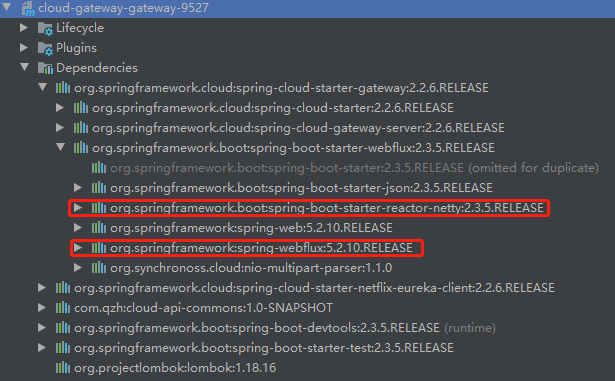 cloud-gateway-gateway-9527
Lifecycle
Plugins
Dependencies
org.springframework.cloud:spring-cloud-starter-gateway:2.2.6.RELEASE
org.springframework.cloud:spring-cloud-starter:2.2.6.RELEASE
org.springframework.cloud:spring-cloud-gateway-server:2.2.6.RELEASE
org.springframework.boot:spring-boot-starter-webflux:2.3.5.RELEASE
org.springframework.boot:spring-boot-starter:2.3.5.RELEASE (omitted for duplicate)
org.springframework.boot:spring-boot-starter-json:2.3.5.RELEASE
org.springframework.boot:spring-boot-starter-reactor-netty:2.3.5.RELEASE
org.springframework:spring-web:5.2.10.RELEASE
org.springframework:spring-webflux:5.2.10.RELEASE
org.synchronoss.cloud:nio-multipart-parser:1.1.0
org.springframework.cloud:spring-cloud-starter-netflix-eureka-client:2.2.6.RELEASE
com.qzh:cloud-api-commons:1.0-SNAPSHOT
org.springframework.boot:spring-boot-devtools:2.3.5.RELEASE (runtime)
org.springframework.boot:spring-boot-starter-test:2.3.5.RELEASE
org.projectlombok:lombok:1.18.16